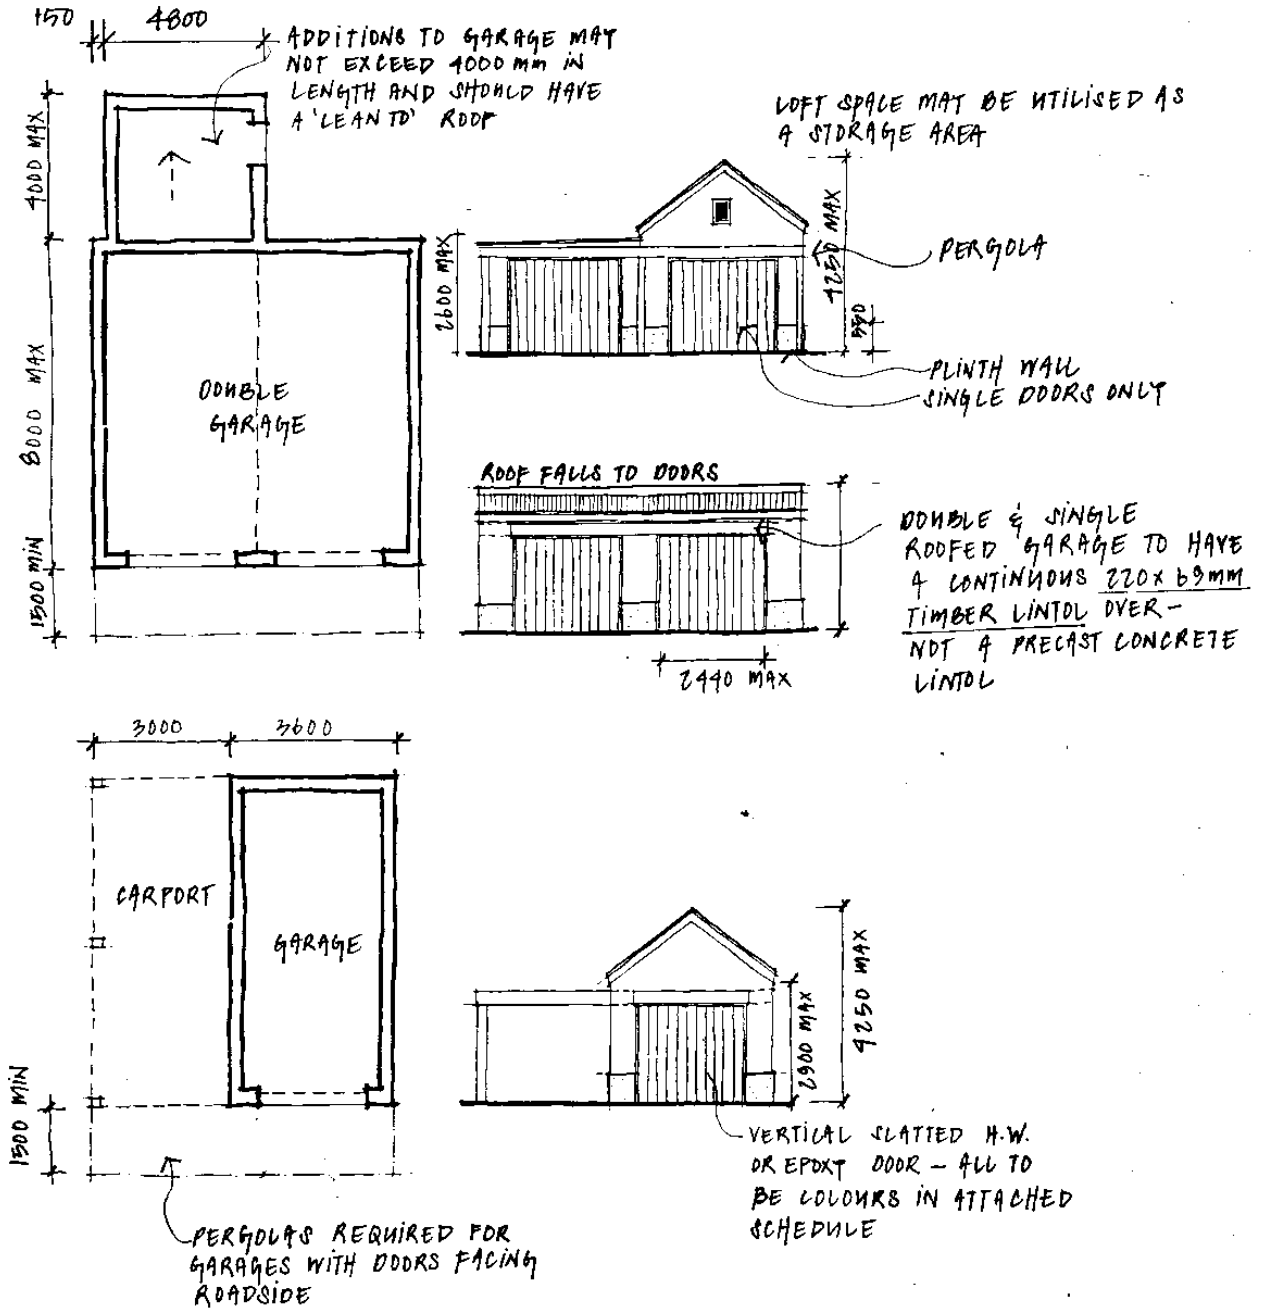 150
4800
ADDITIONS TO GARAGE MAY
NOT EXCEED 4000 mm IN
LENGTH AND SHOULD HAVE
A 'LEAN TO' ROOF
4000 MAX
8000 MAX
1500 MIN
DOUBLE
GARAGE
LOFT SPACE MAY BE UTILISED AS
A STORAGE AREA
2600 MAX
4250 MAX
550
PERGOLA
PLINTH WALL
SINGLE DOORS ONLY
ROOF FALLS TO DOORS
2440 MAX
DOUBLE & SINGLE
ROOFED GARAGE TO HAVE
A CONTINUOUS 220 x 69mm
TIMBER LINTOL OVER -
NOT A PRECAST CONCRETE
LINTOL
3000
3600
CARPORT
GARAGE
1500 MIN
PERGOLAS REQUIRED FOR
GARAGES WITH DOORS FACING
ROADSIDE
2900 MAX
4250 MAX
VERTICAL SLATTED H.W.
OR EPOXY DOOR - ALL TO
BE COLOURS IN ATTACHED
SCHEDULE